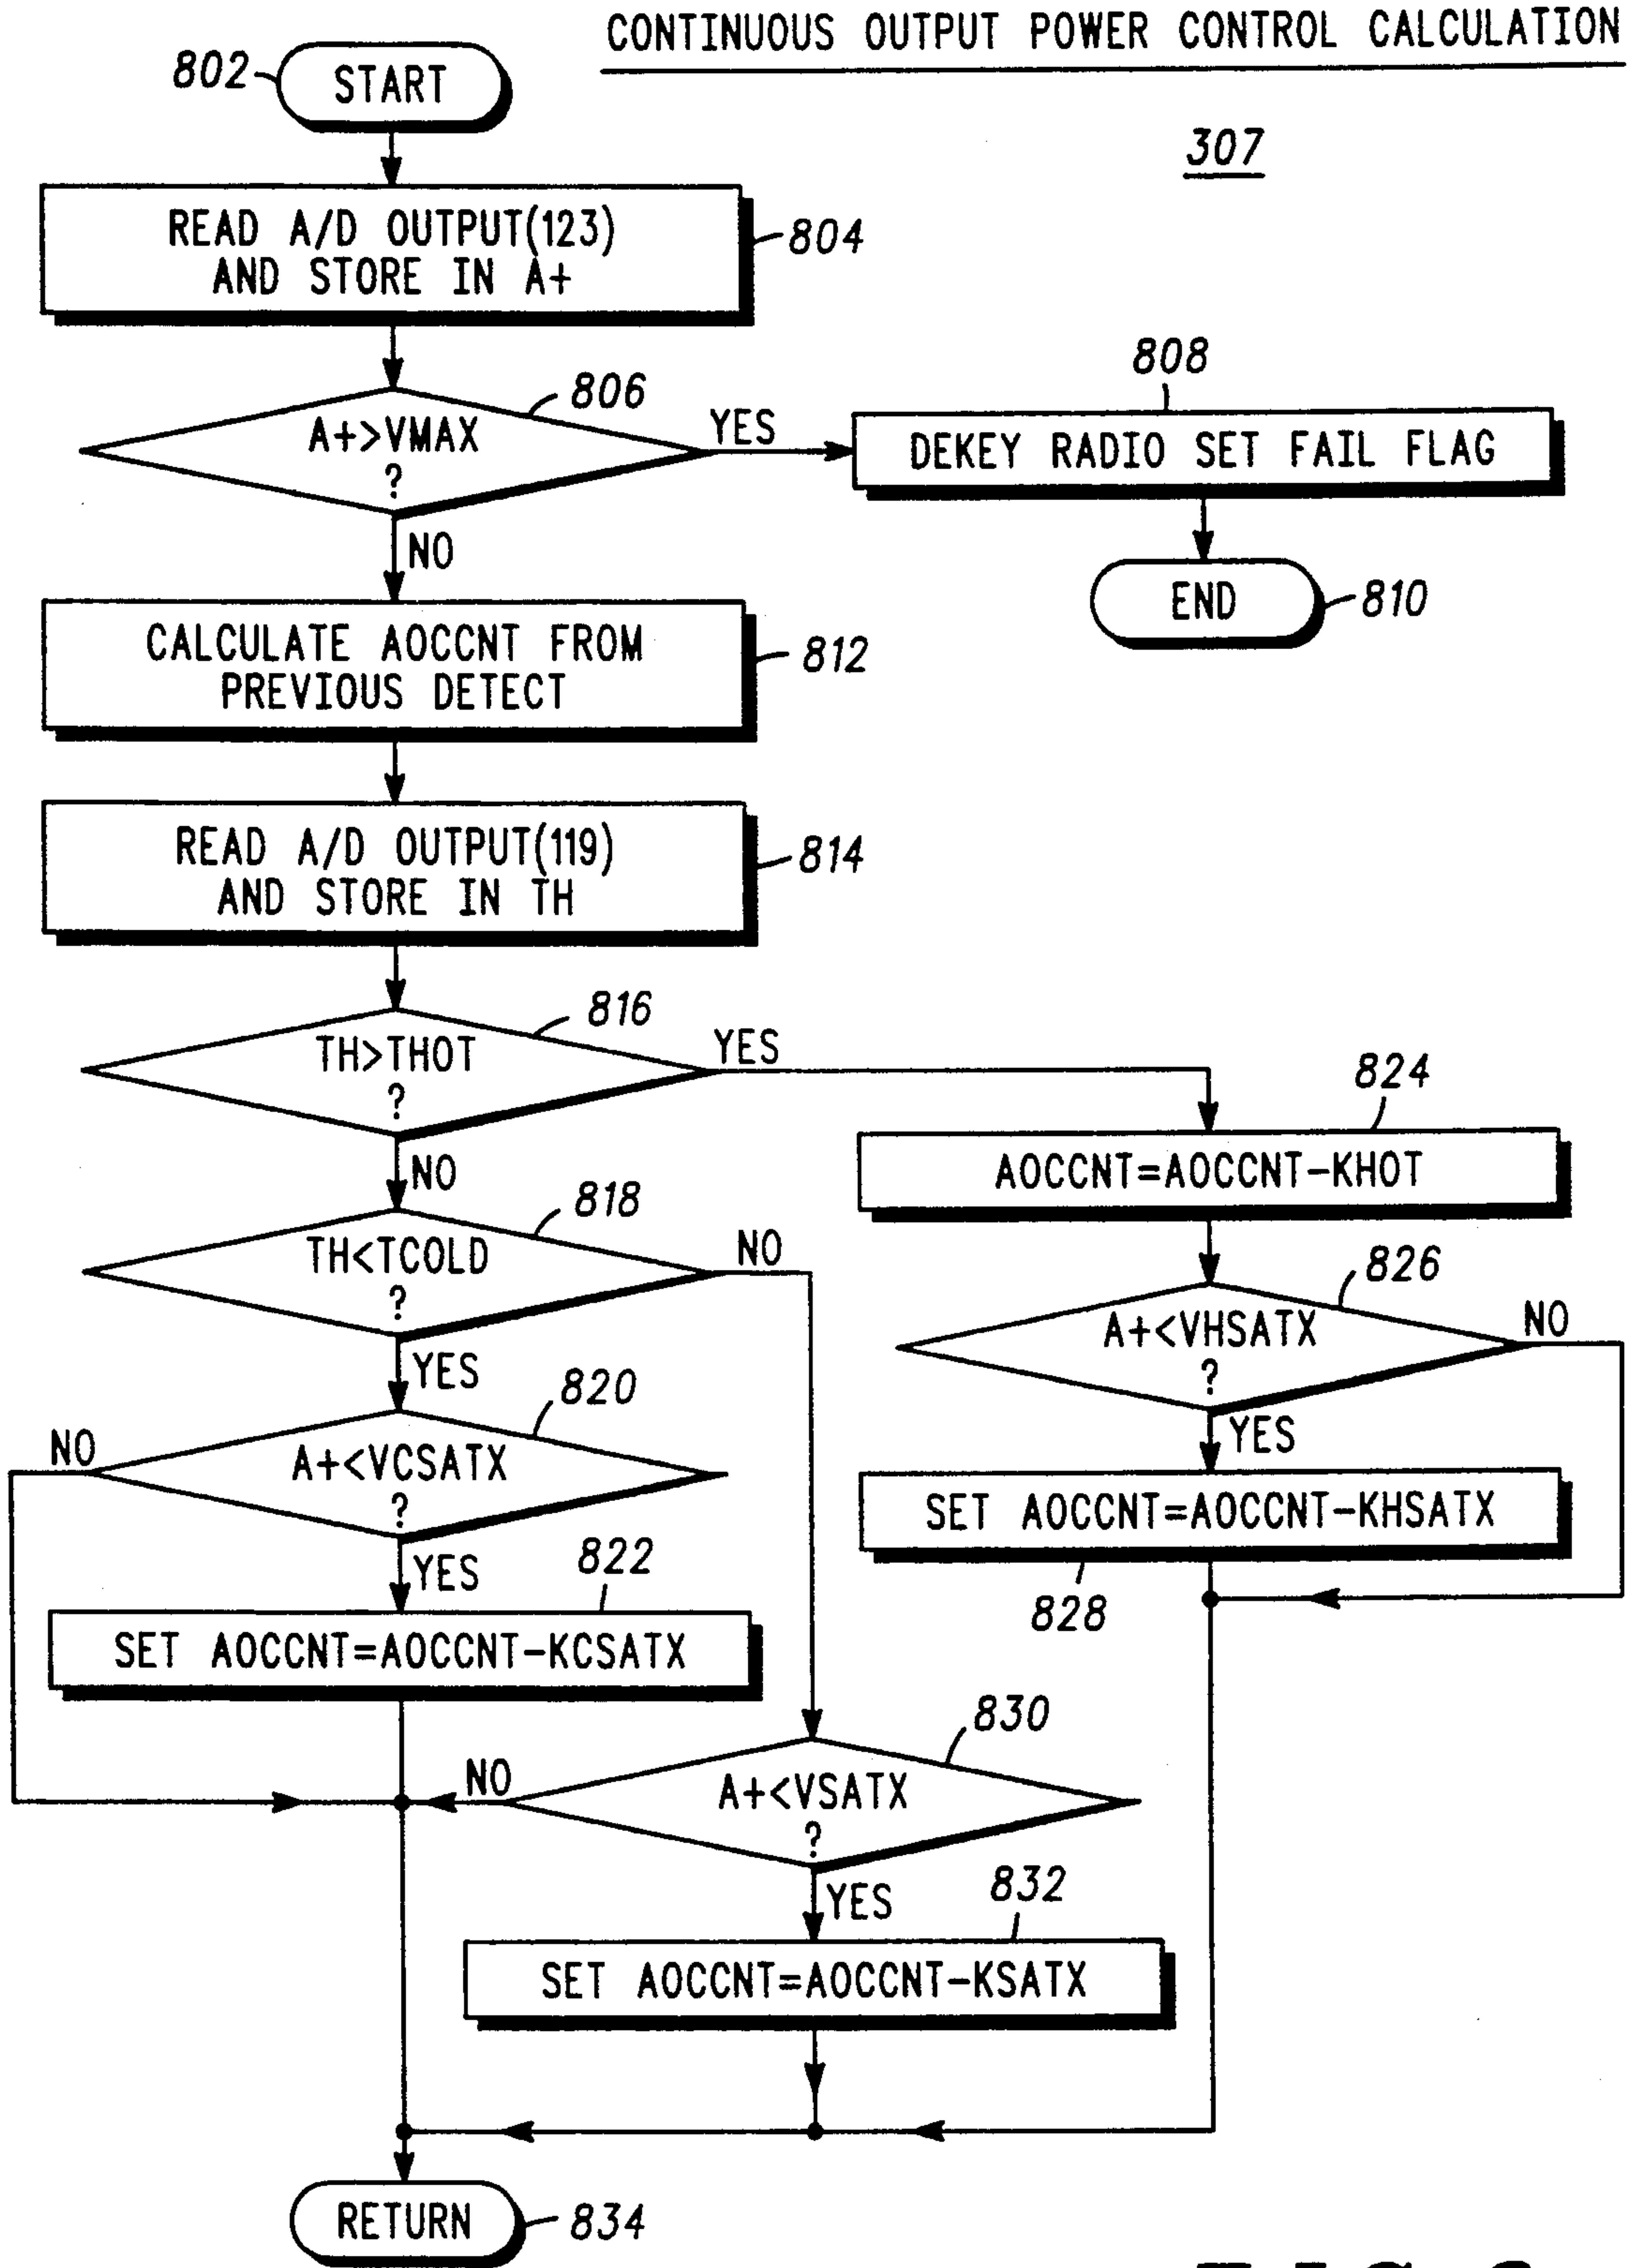 CONTINUOUS OUTPUT POWER CONTROL CALCULATION
802
START
307
READ A/D OUTPUT(123)
AND STORE IN A+
804
806
A+>VMAX
?
YES
NO
808
DEKEY RADIO SET FAIL FLAG
END
810
CALCULATE AOCCNT FROM
PREVIOUS DETECT
812
READ A/D OUTPUT(119)
AND STORE IN TH
814
816
TH>THOT
?
YES
NO
824
AOCCNT=AOCCNT-KHOT
818
TH<TCOLD
?
NO
YES
826
A+<VHSATX
?
NO
YES
820
NO
A+<VCSATX
?
YES
SET AOCCNT=AOCCNT-KHSATX
828
822
SET AOCCNT=AOCCNT-KCSATX
830
NO
A+<VSATX
?
YES
832
SET AOCCNT=AOCCNT-KSATX
RETURN
834